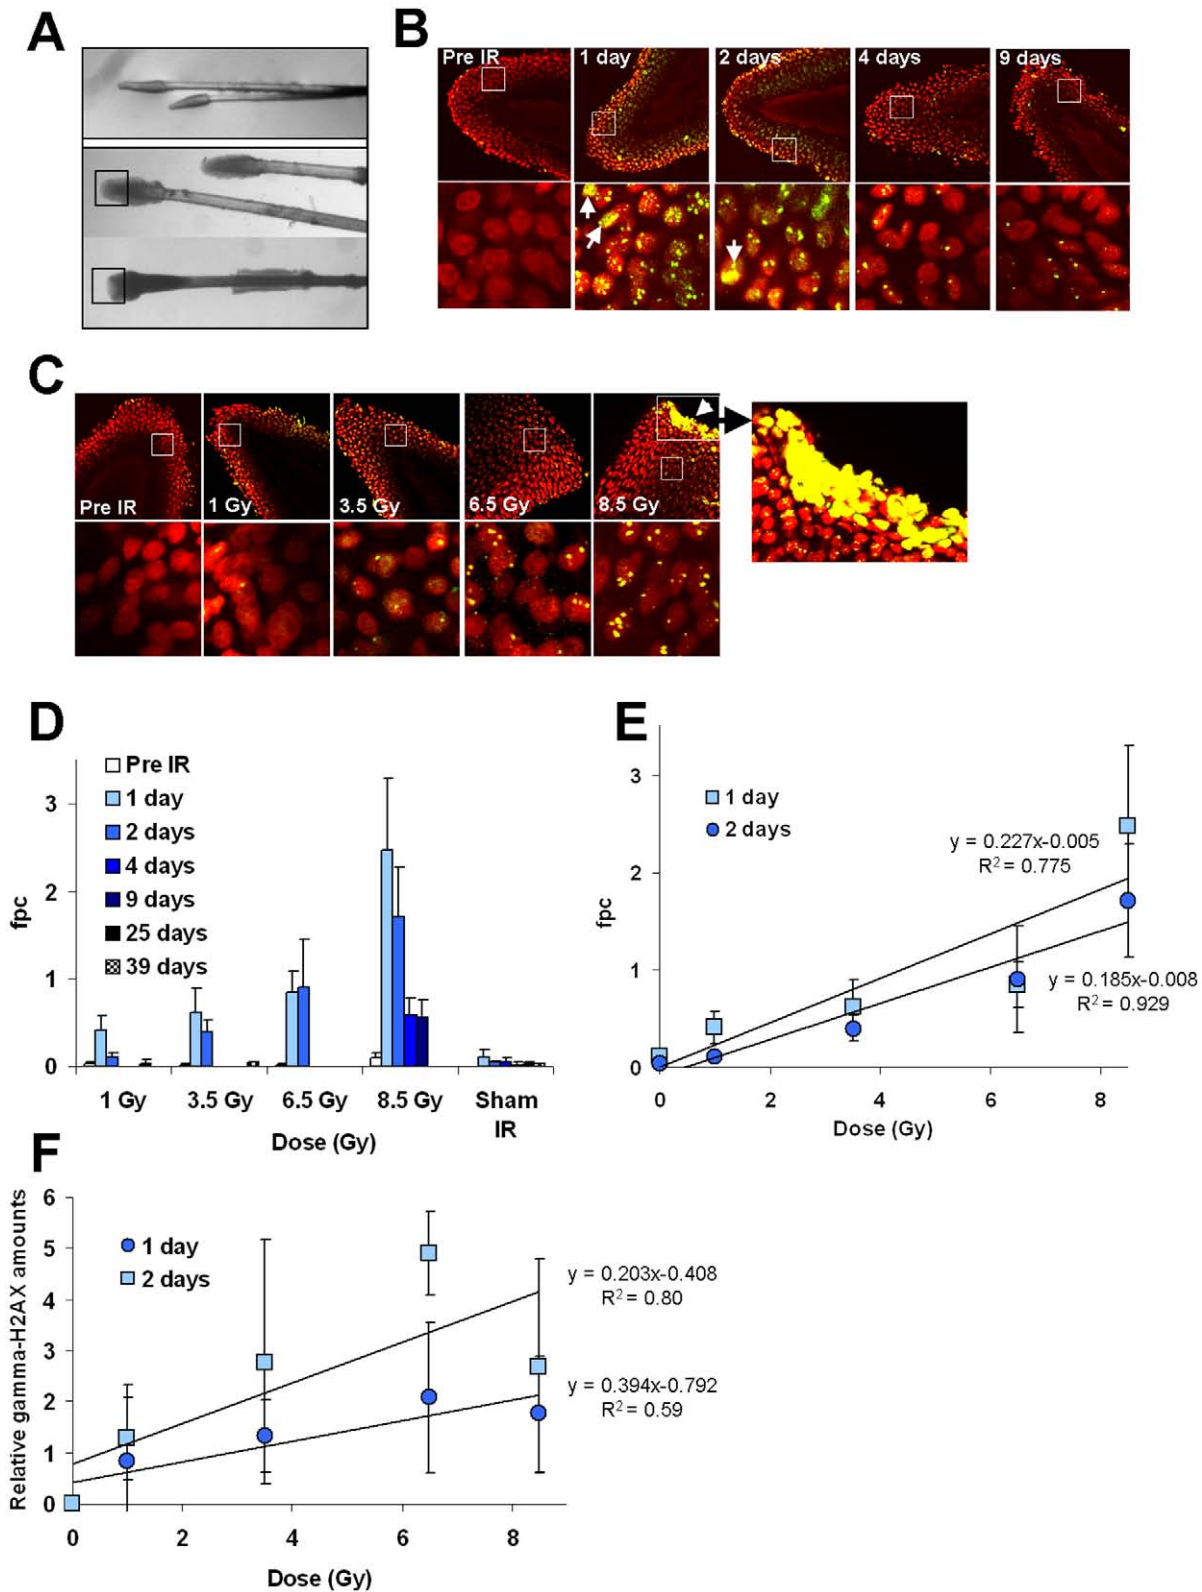 A
B
Pre IR
1 day
2 days
4 days
9 days
C
Pre IR
1 Gy
3.5 Gy
6.5 Gy
8.5 Gy
D
Pre IR
1 day
2 days
4 days
9 days
25 days
39 days
fpc
3
2
1
0
1 Gy
3.5 Gy
6.5 Gy
8.5 Gy
Sham
IR
Dose (Gy)
E
1 day
2 days
fpc
3
2
1
0
y = 0.227x-0.005
R2 = 0.775
y = 0.185x-0.008
R2 = 0.929
0
2
4
6
8
Dose (Gy)
F
1 day
2 days
Relative gamma-H2AX amounts
6
5
4
3
2
1
0
y = 0.203x-0.408
R2 = 0.80
y = 0.394x-0.792
R2 = 0.59
0
2
4
6
8
Dose (Gy)